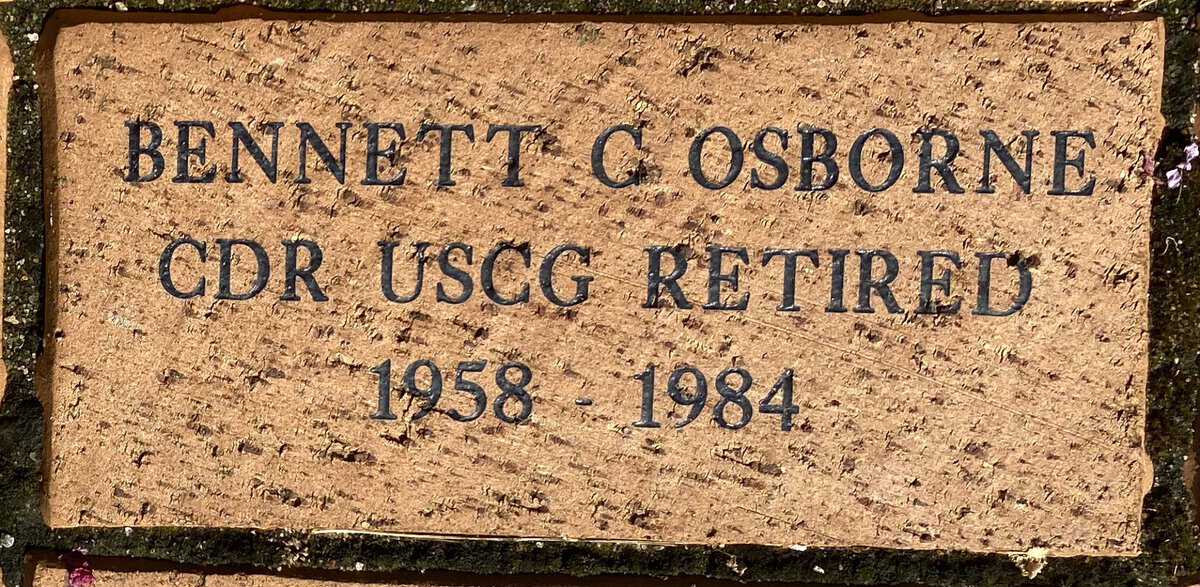 BENNETT C OSBORNE
CDR USCG RETIRED
1958 - 1984